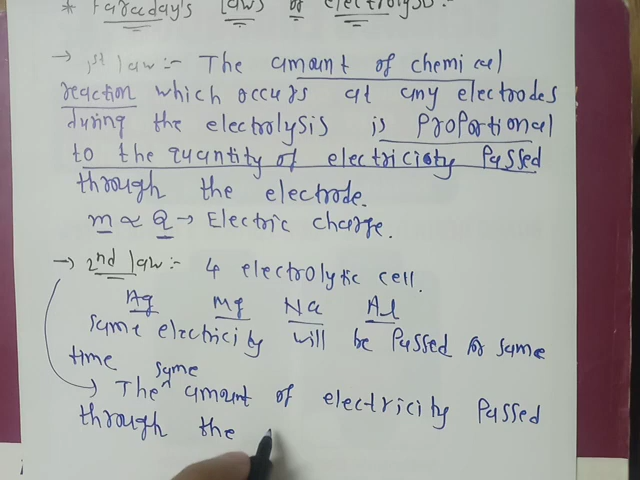 * Faraday's Laws of electrolysis :-
→ 1st law :- The amount of chemical
reaction which occurs at any electrodes
during the electrolysis is proportional
to the quantity of electricioty passed
through the electrode.
m ∝ Q → Electric charge.
→ 2nd law :- 4 electrolytic cell.
Ag Mg Na Al
same electricity will be passed for same
time
→ The same amount of electricity passed
through the